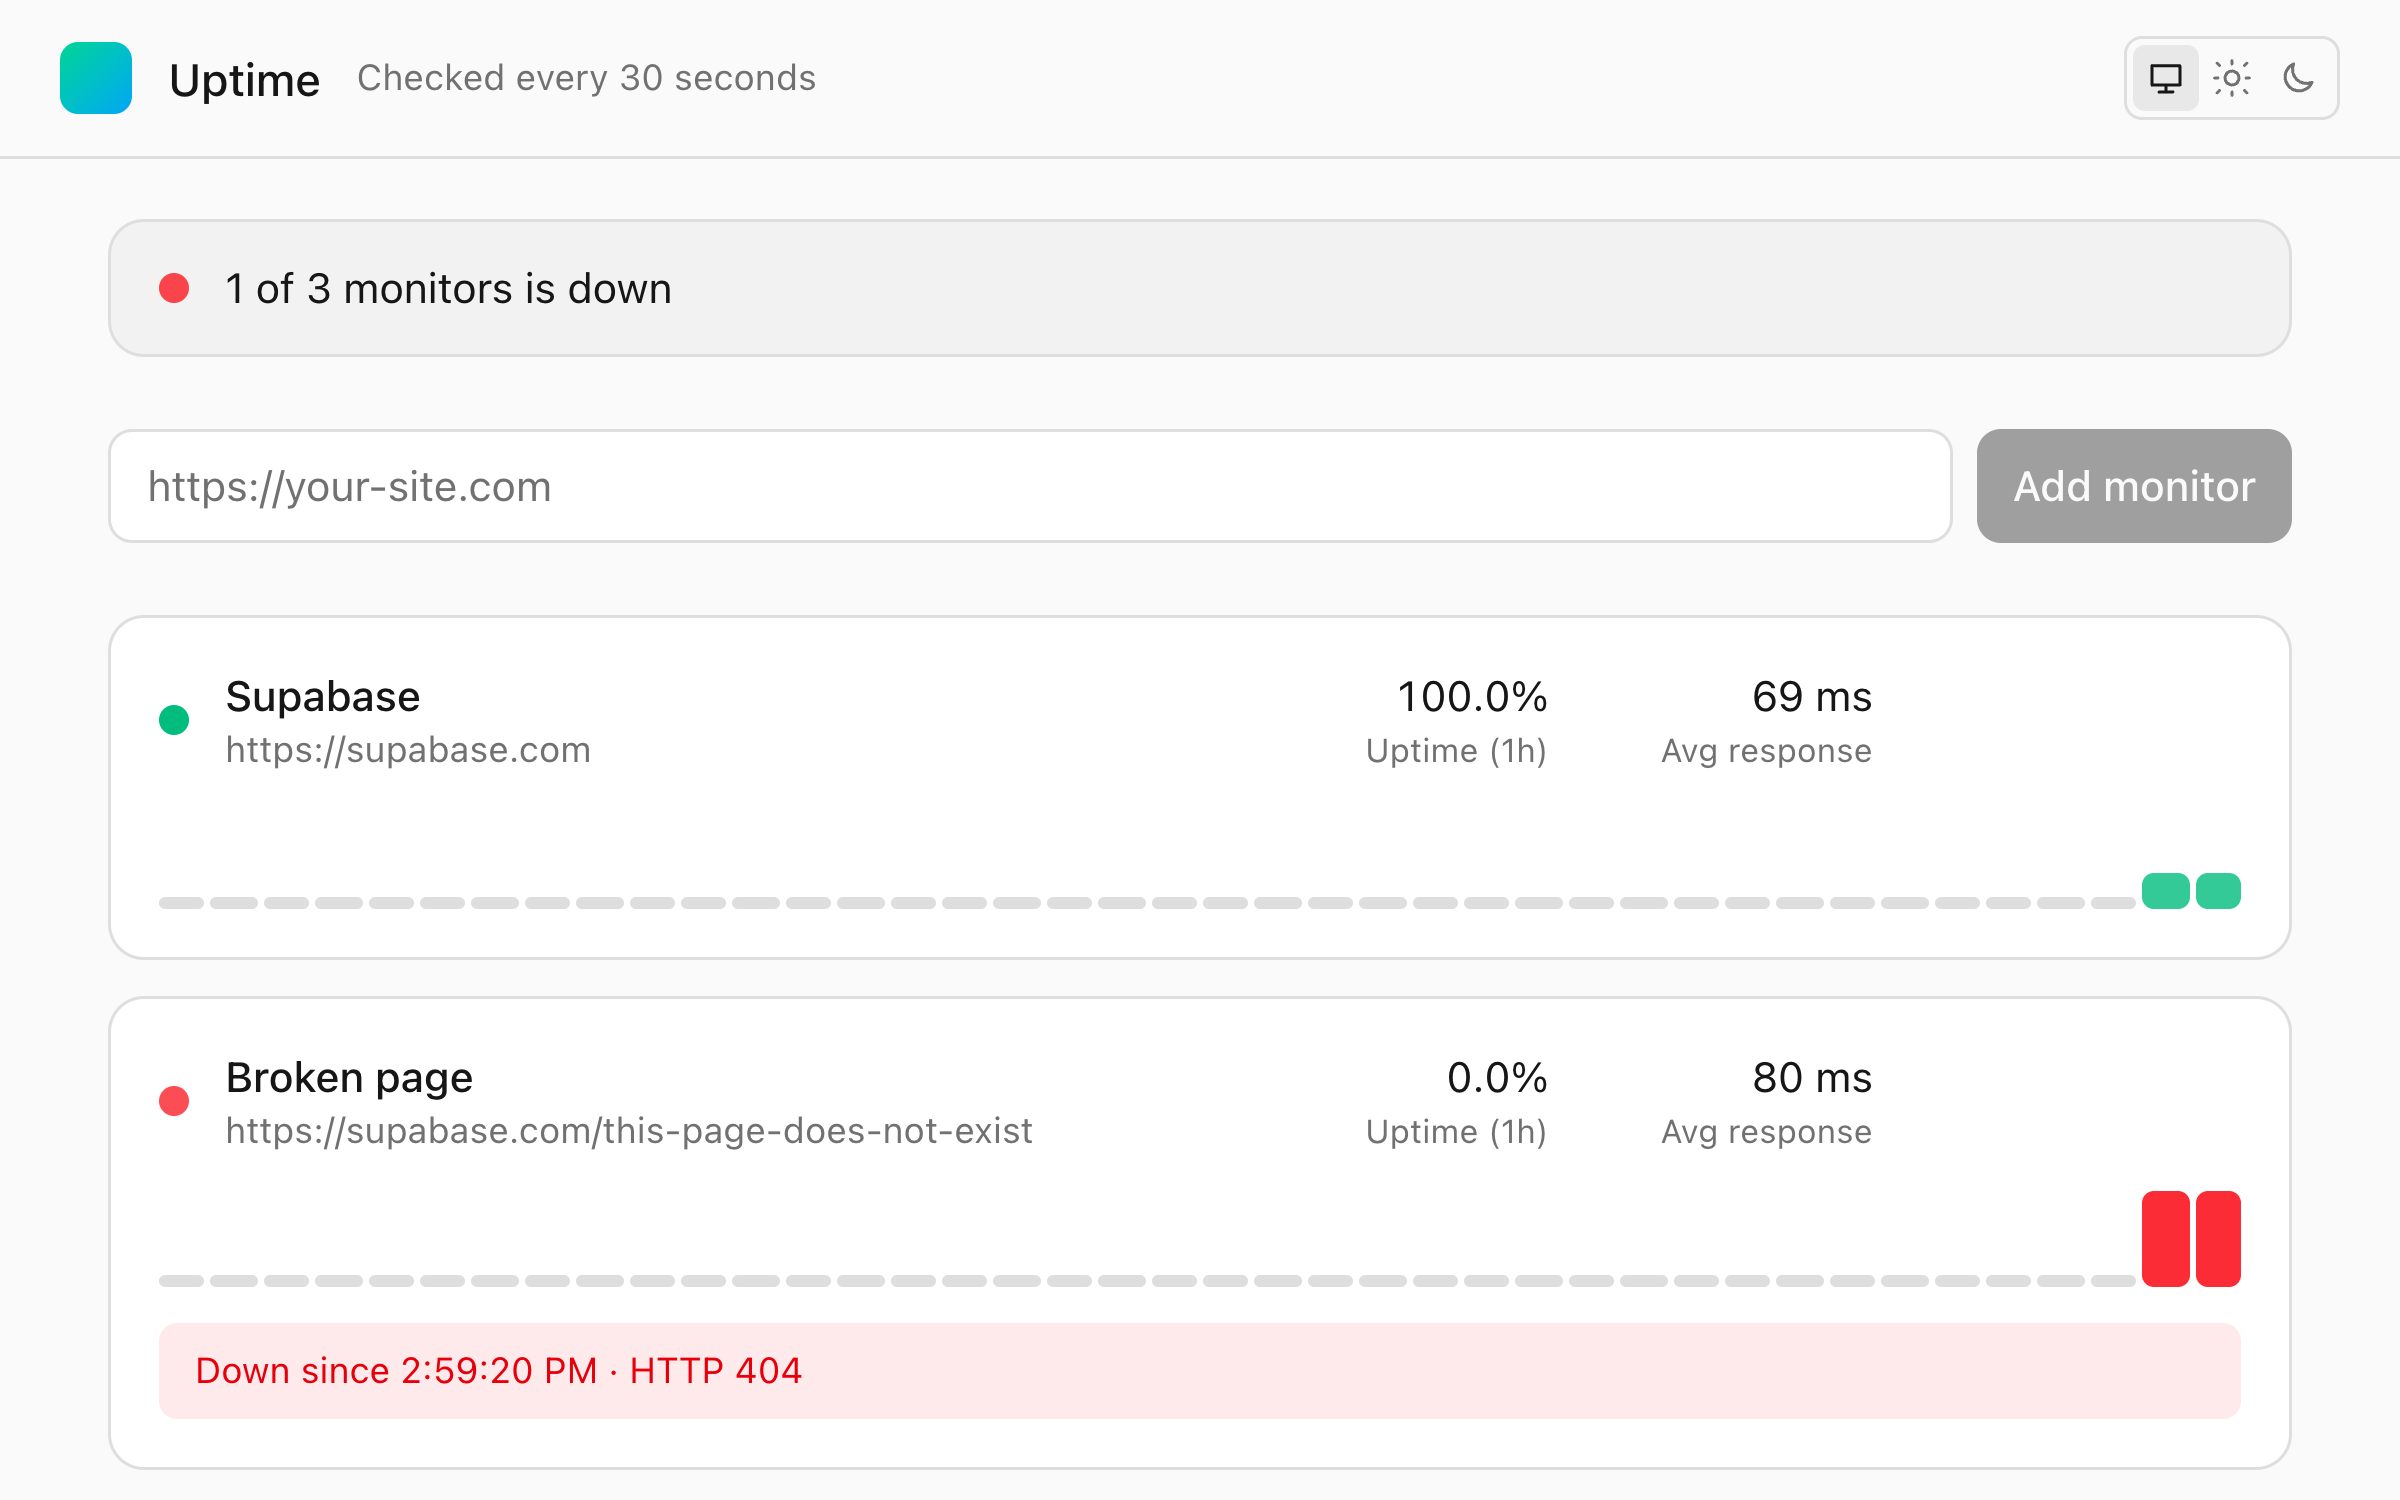 Uptime Checked every 30 seconds
1 of 3 monitors is down
https://your-site.com Add monitor
Supabase 100.0% 69 ms
https://supabase.com Uptime (1h) Avg response
Broken page 0.0% 80 ms
https://supabase.com/this-page-does-not-exist Uptime (1h) Avg response
Down since 2:59:20 PM · HTTP 404